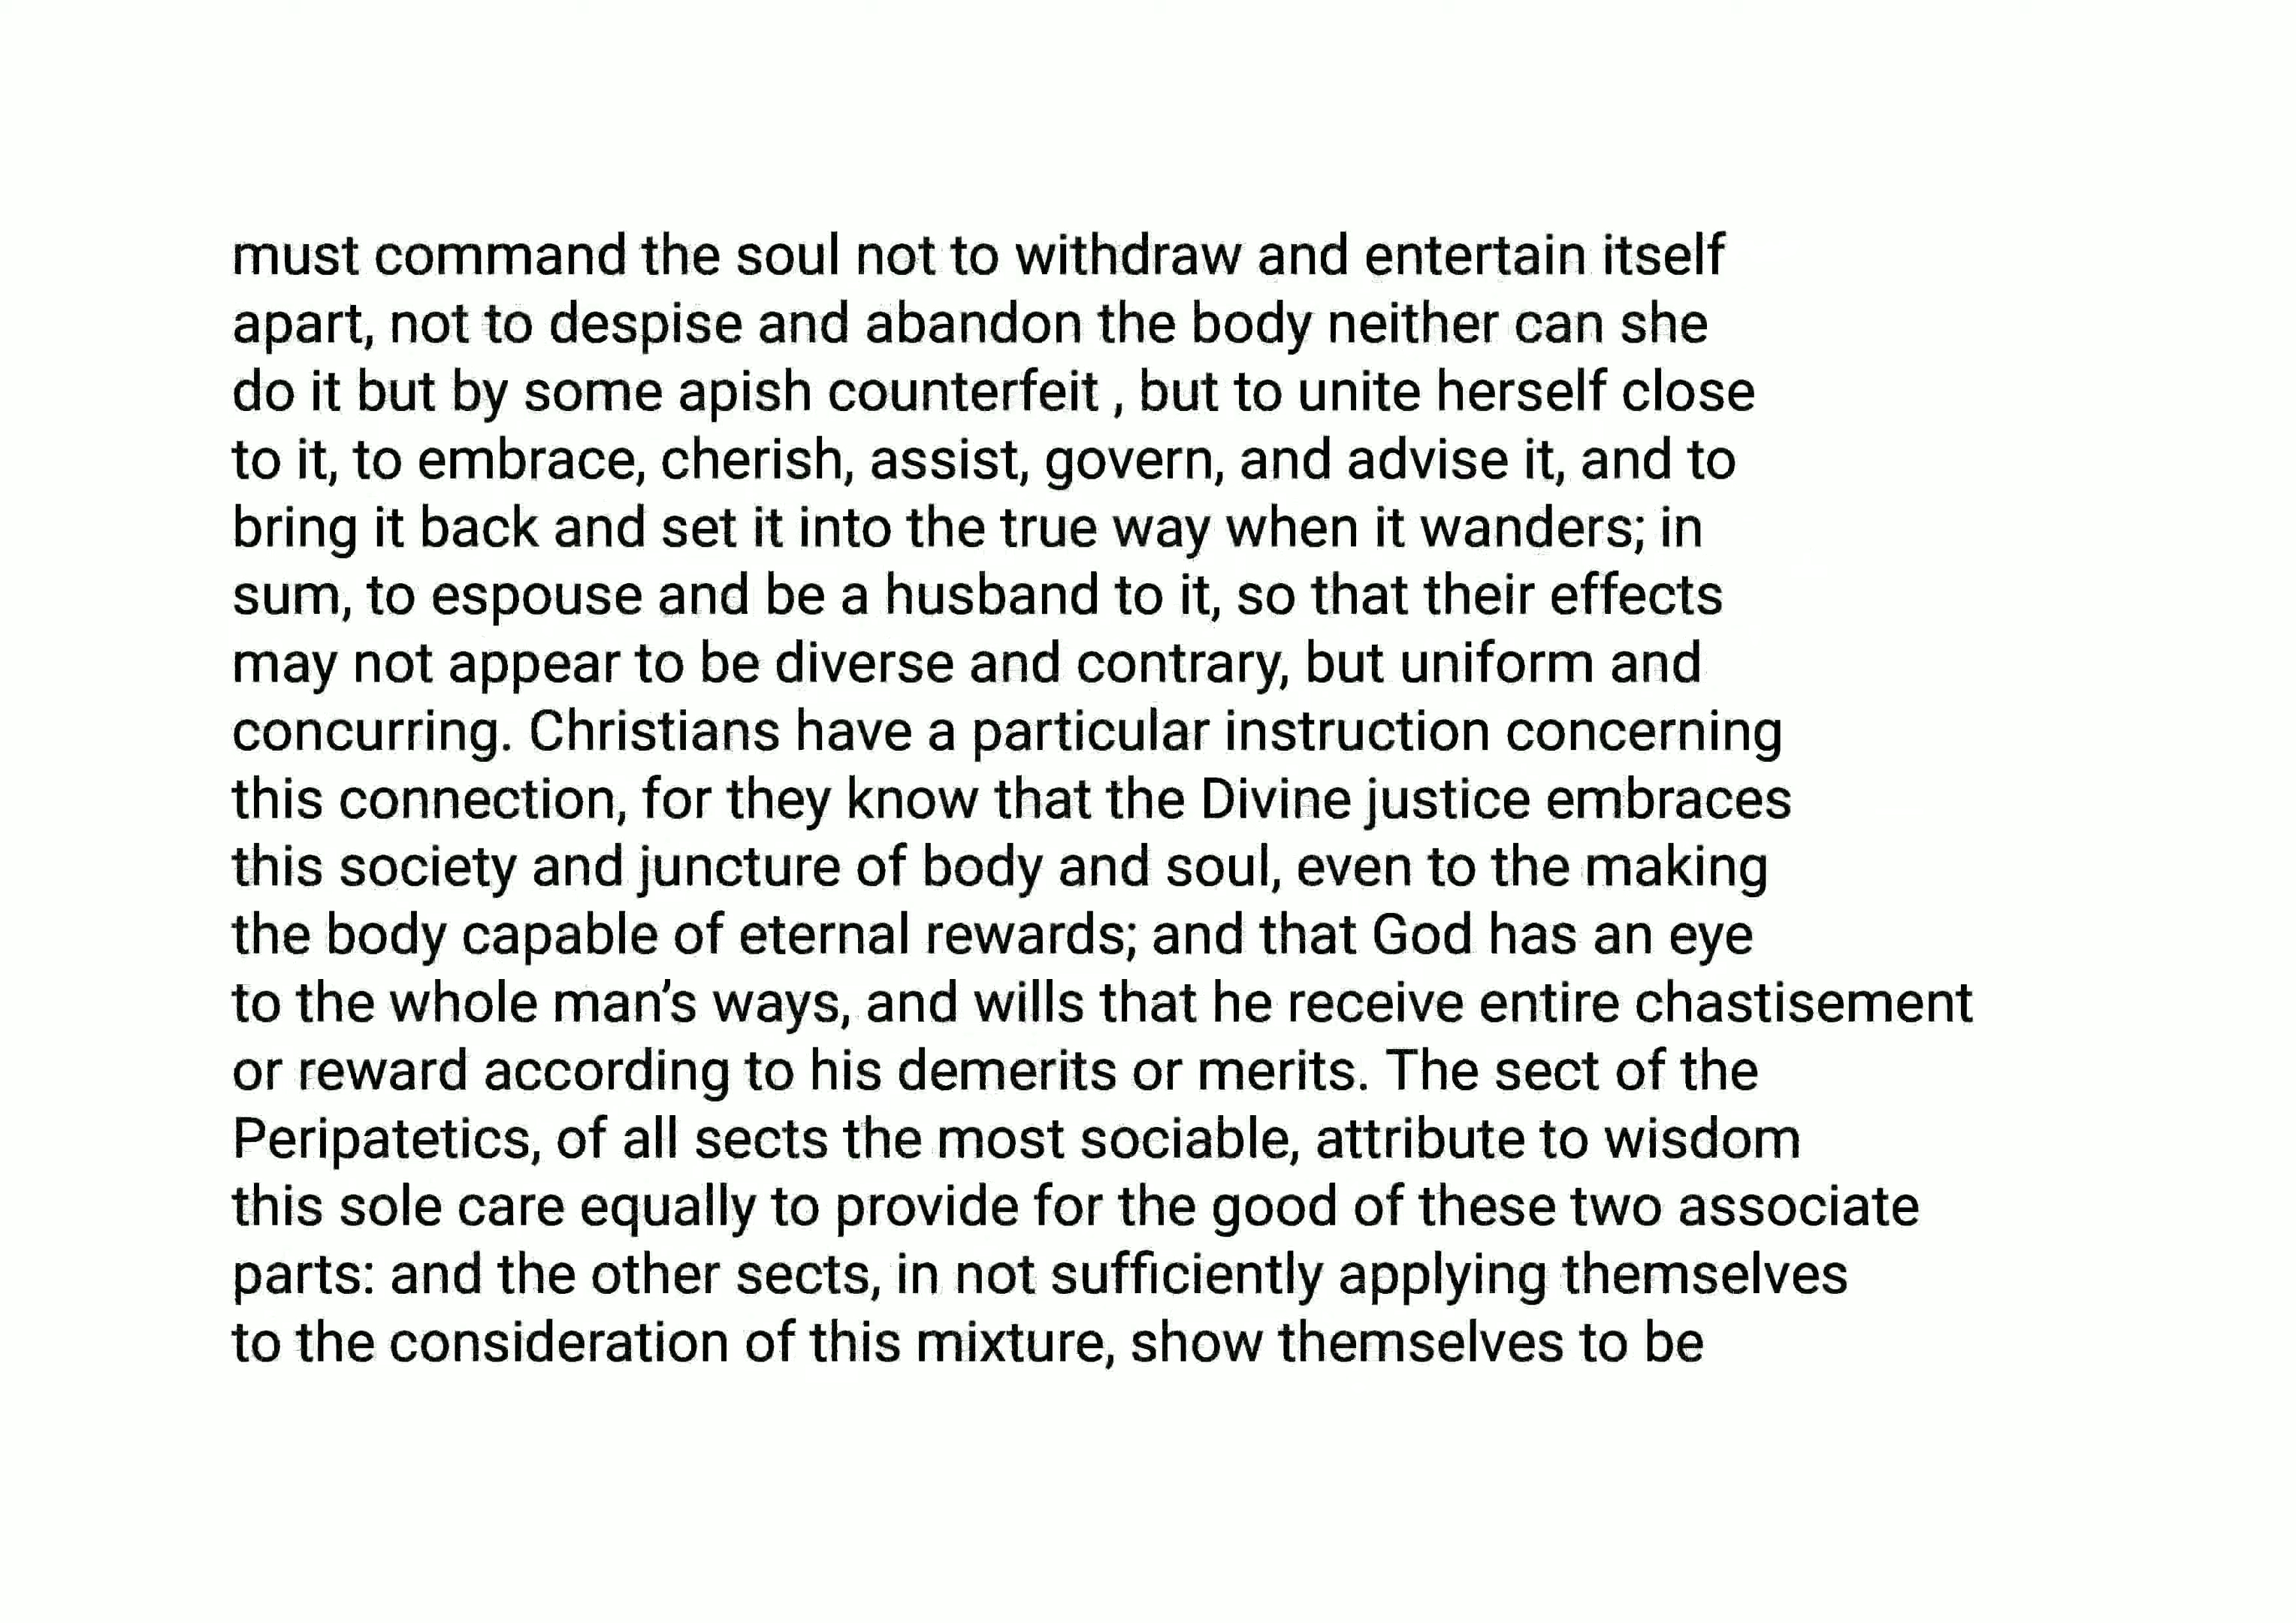 must command the soul not to withdraw and entertain itself
apart, not to despise and abandon the body neither can she
do it but by some apish counterfeit , but to unite herself close
to it, to embrace, cherish, assist, govern, and advise it, and to
bring it back and set it into the true way when it wanders; in
sum, to espouse and be a husband to it, so that their effects
may not appear to be diverse and contrary, but uniform and
concurring. Christians have a particular instruction concerning
this connection, for they know that the Divine justice embraces
this society and juncture of body and soul, even to the making
the body capable of eternal rewards; and that God has an eye
to the whole man's ways, and wills that he receive entire chastisement
or reward according to his demerits or merits. The sect of the
Peripatetics, of all sects the most sociable, attribute to wisdom
this sole care equally to provide for the good of these two associate
parts: and the other sects, in not sufficiently applying themselves
to the consideration of this mixture, show themselves to be